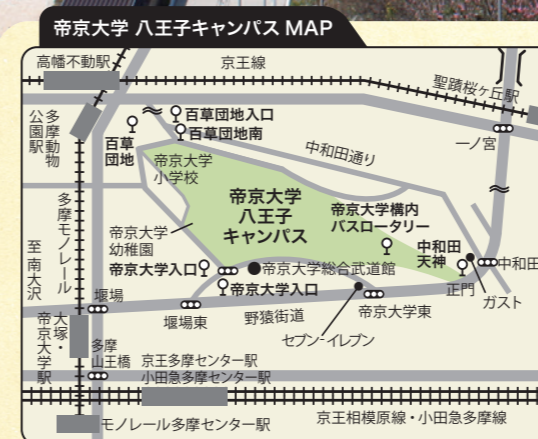 帝京大学 八王子キャンパス MAP
高幡不動駅
京王線
聖蹟桜ヶ丘駅
多摩動物
公園駅
百草団地入口
百草団地南
百草
団地
一ノ宮
中和田通り
帝京大学
小学校
帝京大学
八王子
キャンパス
帝京大学構内
バスロータリー
多摩モノレール
帝京大学
幼稚園
中和田
天神
中和田
至 南大沢
帝京大学入口
帝京大学総合武道館
正門
ガスト
堰場
帝京大学入口
堰場東
野猿街道
帝京大学東
セブン-イレブン
大塚・
帝京大学駅
多摩
山王橋
京王多摩センター駅
小田急多摩センター駅
モノレール多摩センター駅
京王相模原線・小田急多摩線